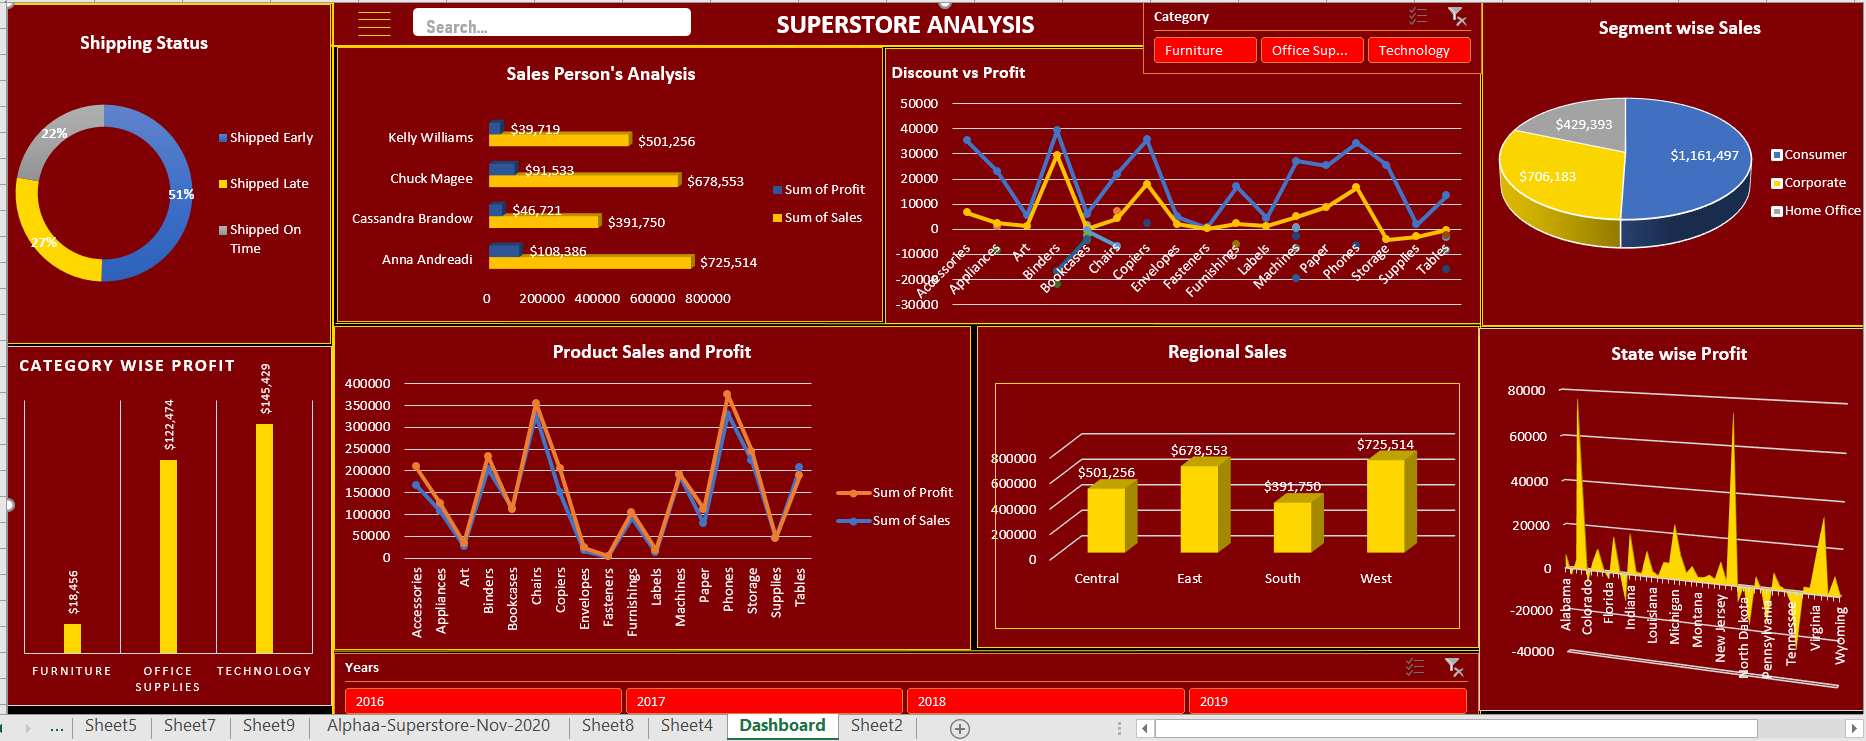 Shipping Status
22%
51%
27%
Shipped Early
Shipped Late
Shipped On
Time
Search...
SUPERSTORE ANALYSIS
Category
Furniture
Office Sup...
Technology
Sales Person's Analysis
Kelly Williams
$39,719
$501,256
Chuck Magee
$91,533
$678,553
Cassandra Brandow
$46,721
$391,750
Anna Andreadi
$108,386
$725,514
0 200000 400000 600000 800000
Sum of Profit
Sum of Sales
Discount vs Profit
50000
40000
30000
20000
10000
0
-10000
-20000
-30000
Accessories
Appliances
Art
Binders
Bookcases
Chairs
Copiers
Envelopes
Fasteners
Furnishings
Labels
Machines
Paper
Phones
Storage
Supplies
Tables
Segment wise Sales
$429,393
$1,161,497
$706,183
Consumer
Corporate
Home Office
CATEGORY WISE PROFIT
$18,456
$122,474
$145,429
FURNITURE
OFFICE
SUPPLIES
TECHNOLOGY
Product Sales and Profit
400000
350000
300000
250000
200000
150000
100000
50000
0
Accessories
Appliances
Art
Binders
Bookcases
Chairs
Copiers
Envelopes
Fasteners
Furnishings
Labels
Machines
Paper
Phones
Storage
Supplies
Tables
Sum of Profit
Sum of Sales
Regional Sales
800000
600000
400000
200000
0
$501,256
$678,553
$391,750
$725,514
Central
East
South
West
State wise Profit
80000
60000
40000
20000
0
-20000
-40000
Alabama
Colorado
Florida
Indiana
Louisiana
Michigan
Montana
New Jersey
North Dakota
Pennsylvania
Tennessee
Virginia
Wyoming
Years
2016
2017
2018
2019
... Sheet5 Sheet7 Sheet9 Alphaa-Superstore-Nov-2020 Sheet8 Sheet4 Dashboard Sheet2